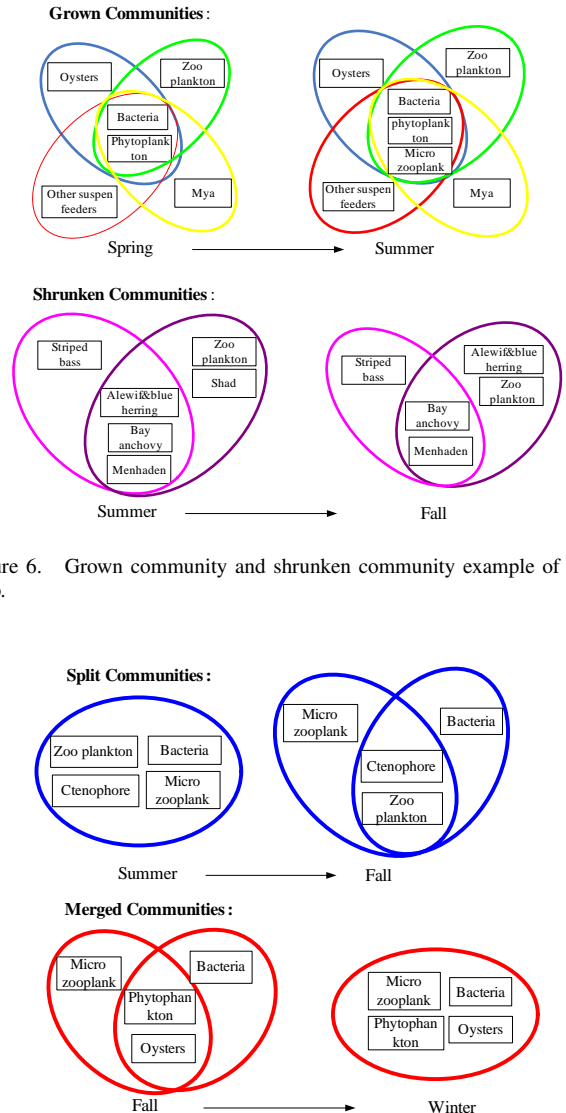 Grown Communities:
Oysters
Zoo
plankton
Bacteria
Phytoplank
ton
Other suspen
feeders
Mya
Spring
Oysters
Zoo
plankton
Bacteria
phytoplank
ton
Micro
zooplank
Other suspen
feeders
Mya
Summer
Shrunken Communities:
Striped
bass
Zoo
plankton
Shad
Alewif&blue
herring
Bay
anchovy
Menhaden
Summer
Striped
bass
Alewif&blue
herring
Zoo
plankton
Bay
anchovy
Menhaden
Fall
ure 6. Grown community and shrunken community example of
Split Communities:
Zoo plankton
Bacteria
Ctenophore
Micro
zooplank
Summer
Micro
zooplank
Bacteria
Ctenophore
Zoo
plankton
Fall
Merged Communities:
Micro
zooplank
Bacteria
Phytophan
kton
Oysters
Fall
Micro
zooplank
Bacteria
Phytophan
kton
Oysters
Winter